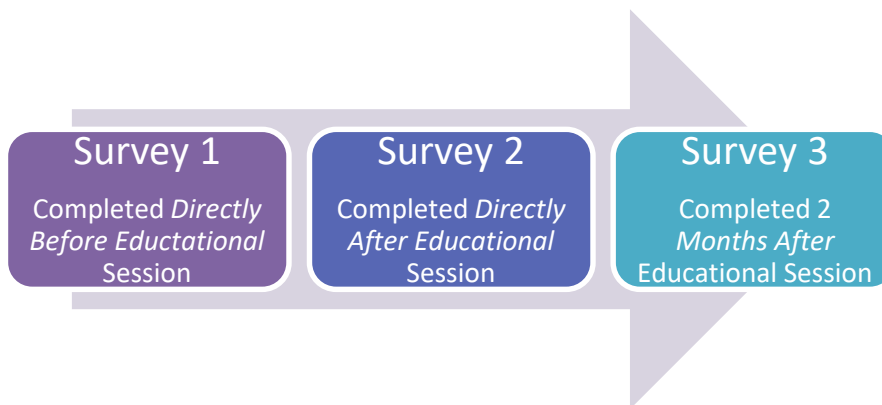 Survey 1
Completed Directly
Before Eductational
Session
Survey 2
Completed Directly
After Educational
Session
Survey 3
Completed 2
Months After
Educational Session